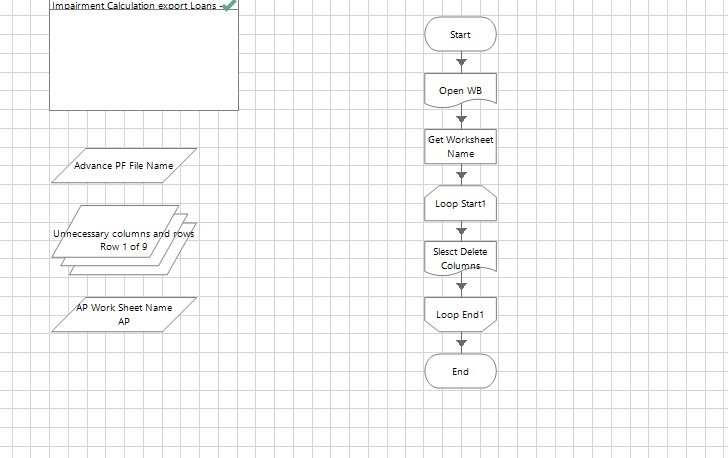 Impairment Calculation export Loans -
Advance PF File Name
Unnecessary columns and rows
Row 1 of 9
AP Work Sheet Name
AP
Start
Open WB
Get Worksheet
Name
Loop Start1
Slesct Delete
Columns
Loop End1
End